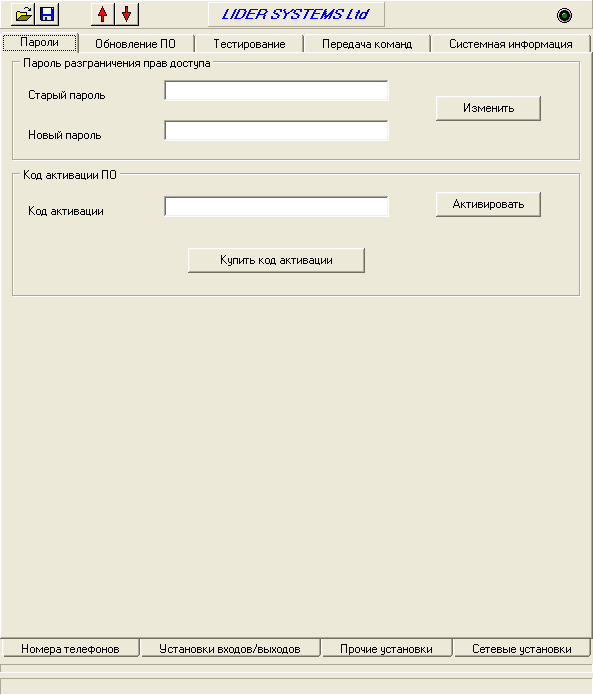 LIDER SYSTEMS Ltd
Пароли Обновление ПО Тестирование Передача команд Системная информация
Пароль разграничения прав доступа
Старый пароль
Изменить
Новый пароль
Код активации ПО
Код активации Активировать
Купить код активации
Номера телефонов Установки входов/выходов Прочие установки Сетевые установки